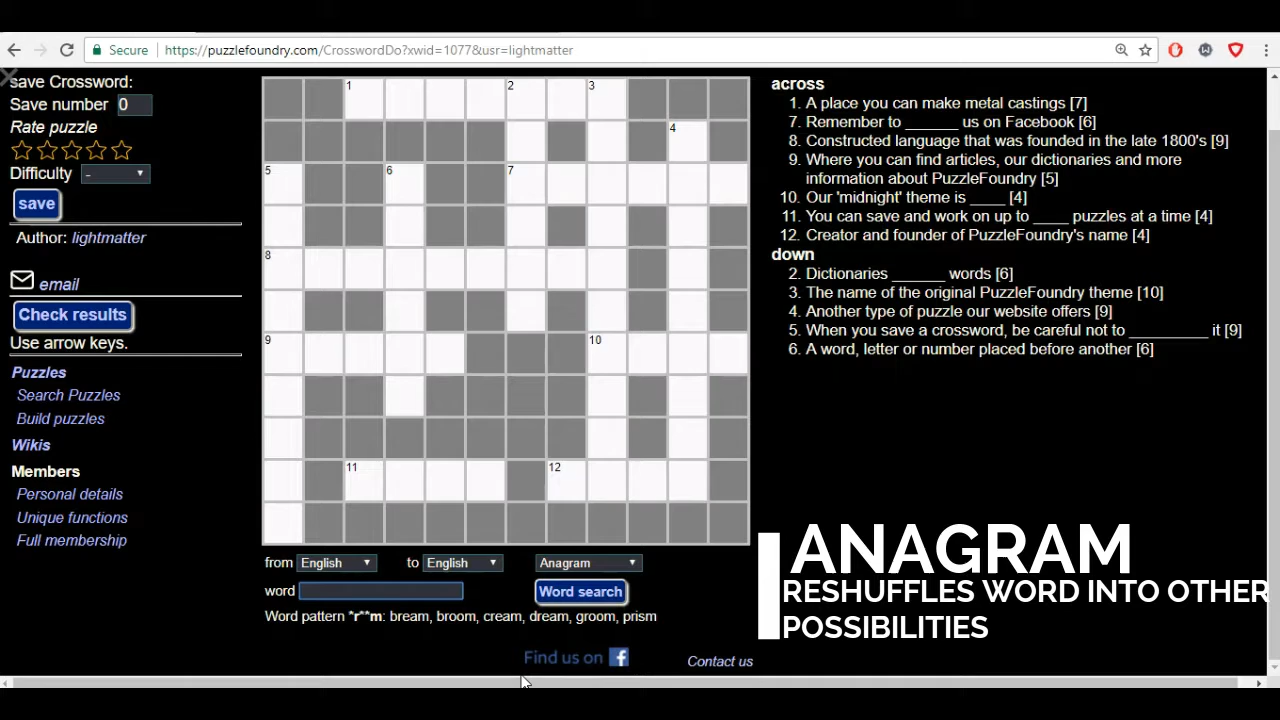 Secure https://puzzlefoundry.com/CrosswordDo?xwid=1077&usr=lightmatter
save Crossword:
Save number 0
Rate puzzle
Difficulty -
save
Author: lightmatter
email
Check results
Use arrow keys.
Puzzles
Search Puzzles
Build puzzles
Wikis
Members
Personal details
Unique functions
Full membership
1 2 3
4
5 6 7
8
9 10
11 12
from English to English Anagram
word Word search
Word pattern *r**m: bream, broom, cream, dream, groom, prism
Find us on f
Contact us
across
1. A place you can make metal castings [7]
7. Remember to ______ us on Facebook [6]
8. Constructed language that was founded in the late 1800's [9]
9. Where you can find articles, our dictionaries and more
information about PuzzleFoundry [5]
10. Our 'midnight' theme is ____ [4]
11. You can save and work on up to ____ puzzles at a time [4]
12. Creator and founder of PuzzleFoundry's name [4]
down
2. Dictionaries ______ words [6]
3. The name of the original PuzzleFoundry theme [10]
4. Another type of puzzle our website offers [9]
5. When you save a crossword, be careful not to _________ it [9]
6. A word, letter or number placed before another [6]
ANAGRAM
RESHUFFLES WORD INTO OTHER
POSSIBILITIES